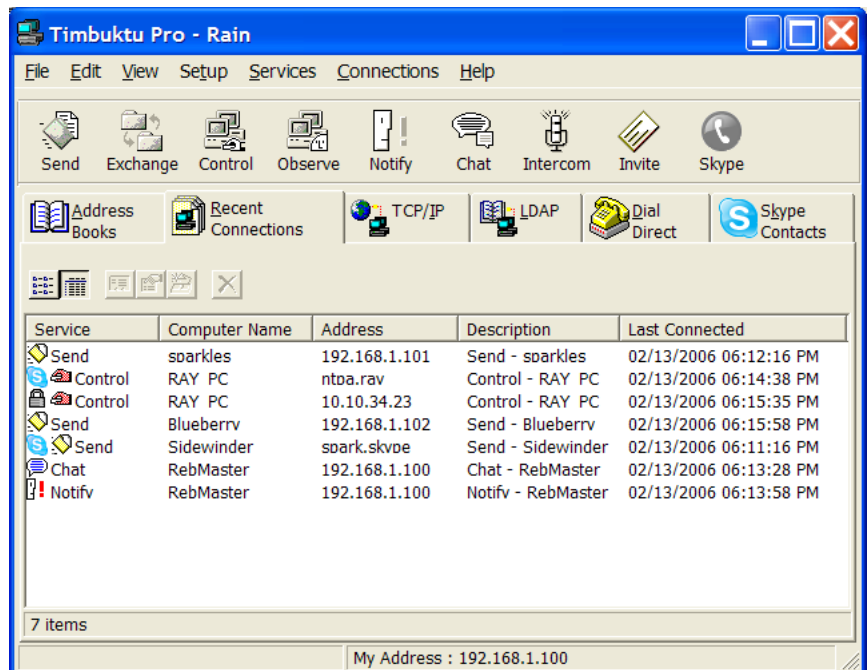 Timbuktu Pro - Rain
File Edit View Setup Services Connections Help
Send Exchange Control Observe Notify Chat Intercom Invite Skype
Address Books Recent Connections TCP/IP LDAP Dial Direct Skype Contacts
Service Computer Name Address Description Last Connected
Send sparkles 192.168.1.101 Send - sparkles 02/13/2006 06:12:16 PM
Control RAY PC ntpa.ray Control - RAY PC 02/13/2006 06:14:38 PM
Control RAY PC 10.10.34.23 Control - RAY PC 02/13/2006 06:15:35 PM
Send Blueberry 192.168.1.102 Send - Blueberry 02/13/2006 06:15:58 PM
Send Sidewinder spark.skype Send - Sidewinder 02/13/2006 06:11:16 PM
Chat RebMaster 192.168.1.100 Chat - RebMaster 02/13/2006 06:13:28 PM
Notify RebMaster 192.168.1.100 Notify - RebMaster 02/13/2006 06:13:58 PM
7 items
My Address : 192.168.1.100